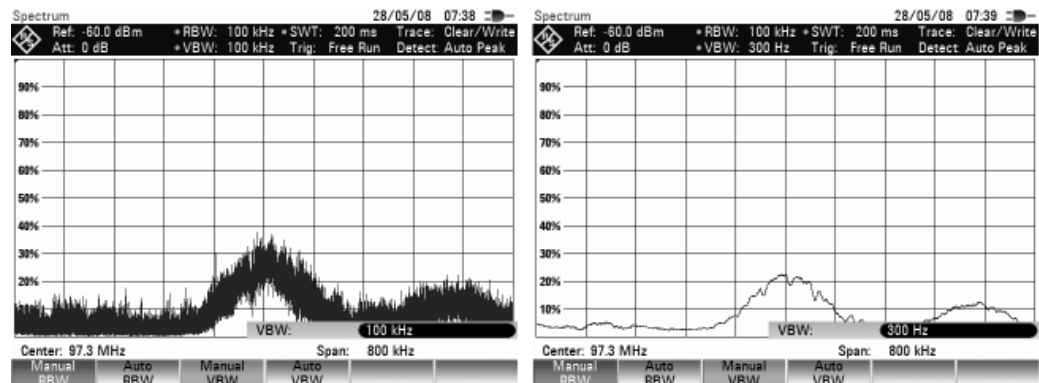 Spectrum 28/05/08 07:38
Ref: -60.0 dBm • RBW: 100 kHz • SWT: 200 ms Trace: Clear/Write
Att: 0 dB • VBW: 100 kHz Trig: Free Run Detect: Auto Peak
90%
80%
70%
60%
50%
40%
30%
20%
10%
VBW: 100 kHz
Center: 97.3 MHz Span: 800 kHz
Manual RBW Auto RBW Manual VBW Auto VBW
Spectrum 28/05/08 07:39
Ref: -60.0 dBm • RBW: 100 kHz • SWT: 200 ms Trace: Clear/Write
Att: 0 dB • VBW: 300 Hz Trig: Free Run Detect: Auto Peak
90%
80%
70%
60%
50%
40%
30%
20%
10%
VBW: 300 Hz
Center: 97.3 MHz Span: 800 kHz
Manual RBW Auto RBW Manual VBW Auto VBW